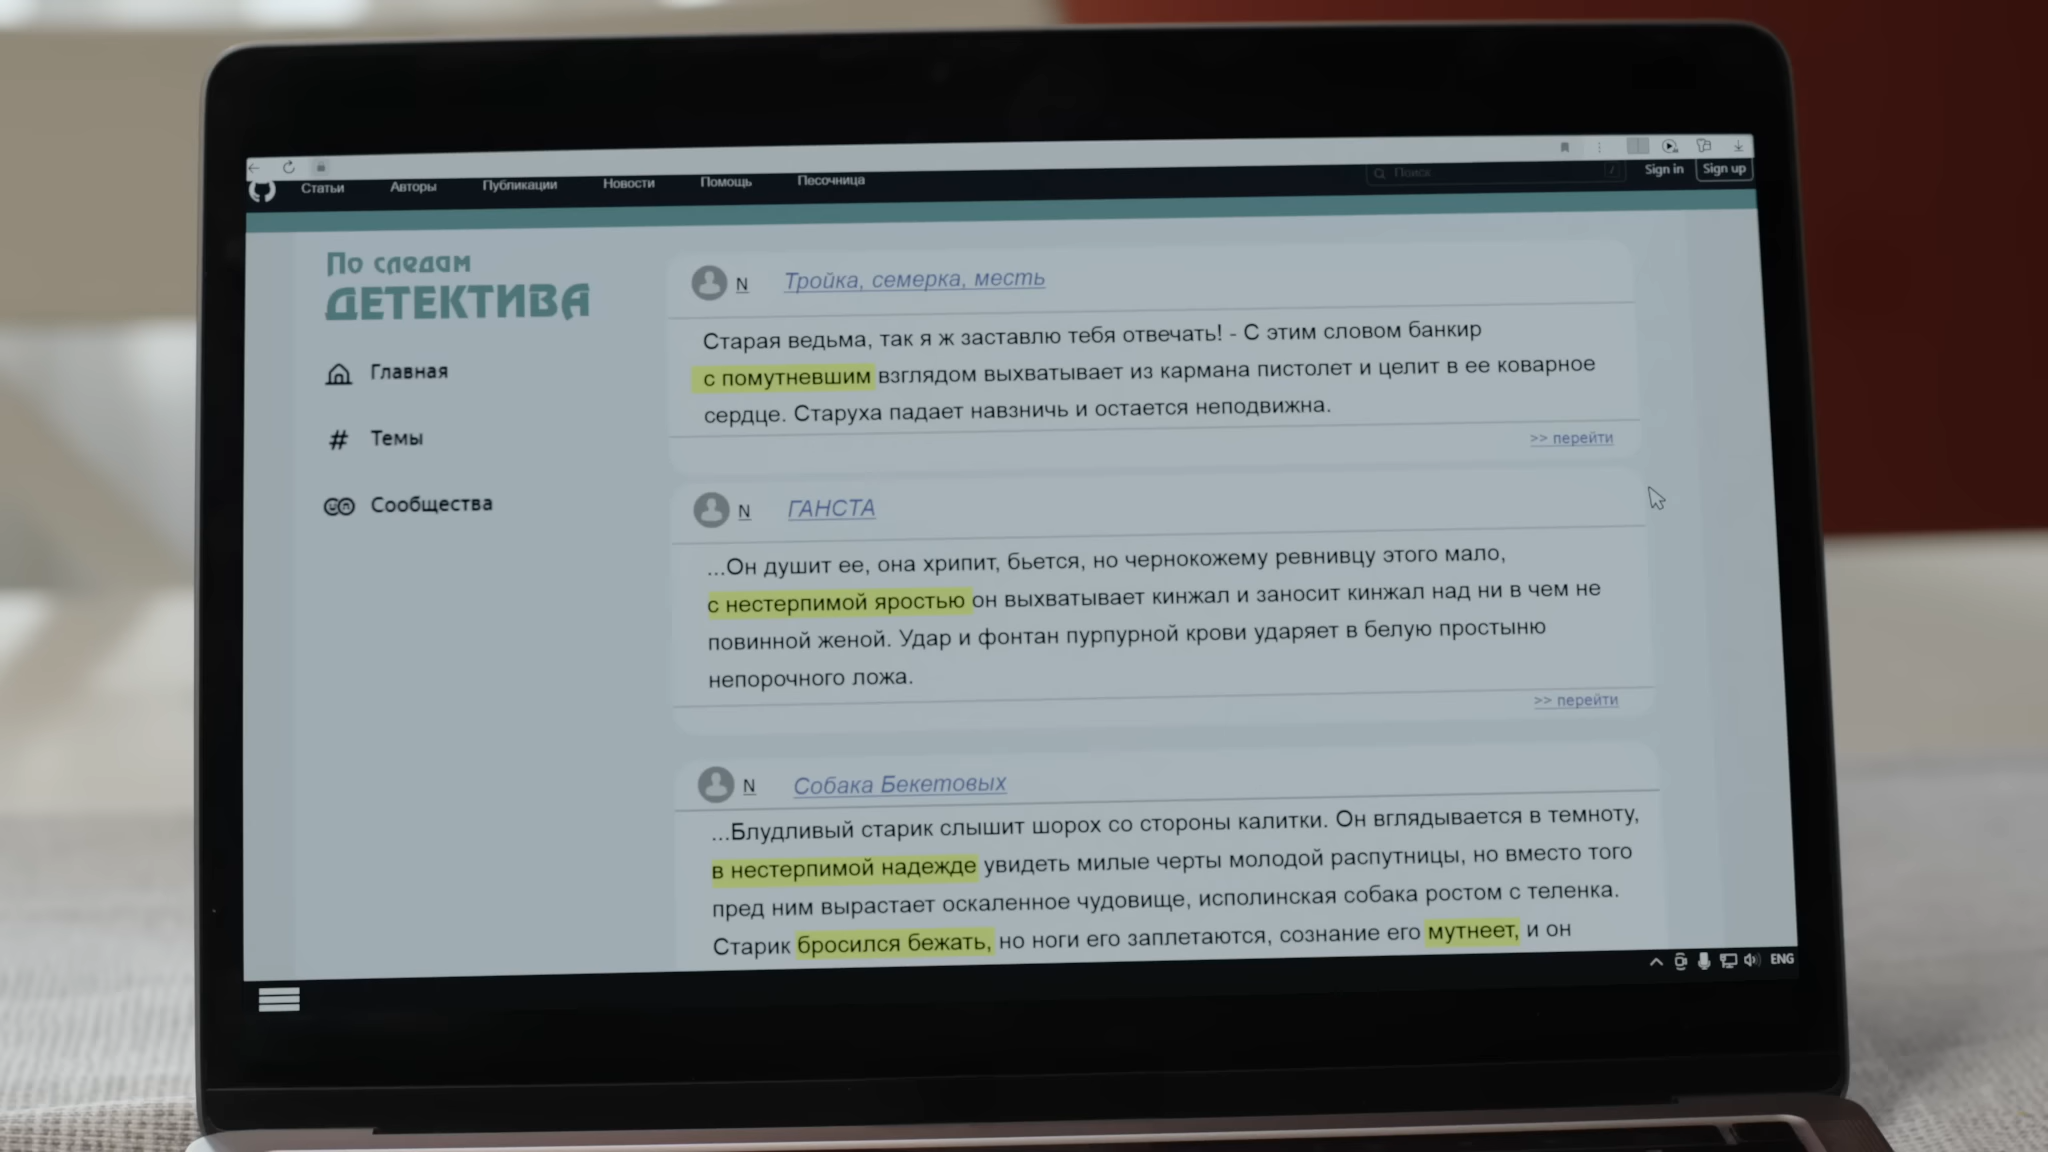 Статьи Авторы Публикации Новости Помощь Песочница Поиск / Sign in Sign up
По следам
ДЕТЕКТИВА
Главная
# Темы
Сообщества
N Тройка, семерка, месть
Старая ведьма, так я ж заставлю тебя отвечать! - С этим словом банкир
с помутневшим взглядом выхватывает из кармана пистолет и целит в ее коварное
сердце. Старуха падает навзничь и остается неподвижна.
>> перейти
N ГАНСТА
...Он душит ее, она хрипит, бьется, но чернокожему ревнивцу этого мало,
с нестерпимой яростью он выхватывает кинжал и заносит кинжал над ни в чем не
повинной женой. Удар и фонтан пурпурной крови ударяет в белую простыню
непорочного ложа.
>> перейти
N Собака Бекетовых
...Блудливый старик слышит шорох со стороны калитки. Он вглядывается в темноту,
в нестерпимой надежде увидеть милые черты молодой распутницы, но вместо того
пред ним вырастает оскаленное чудовище, исполинская собака ростом с теленка.
Старик бросился бежать, но ноги его заплетаются, сознание его мутнеет, и он
ENG